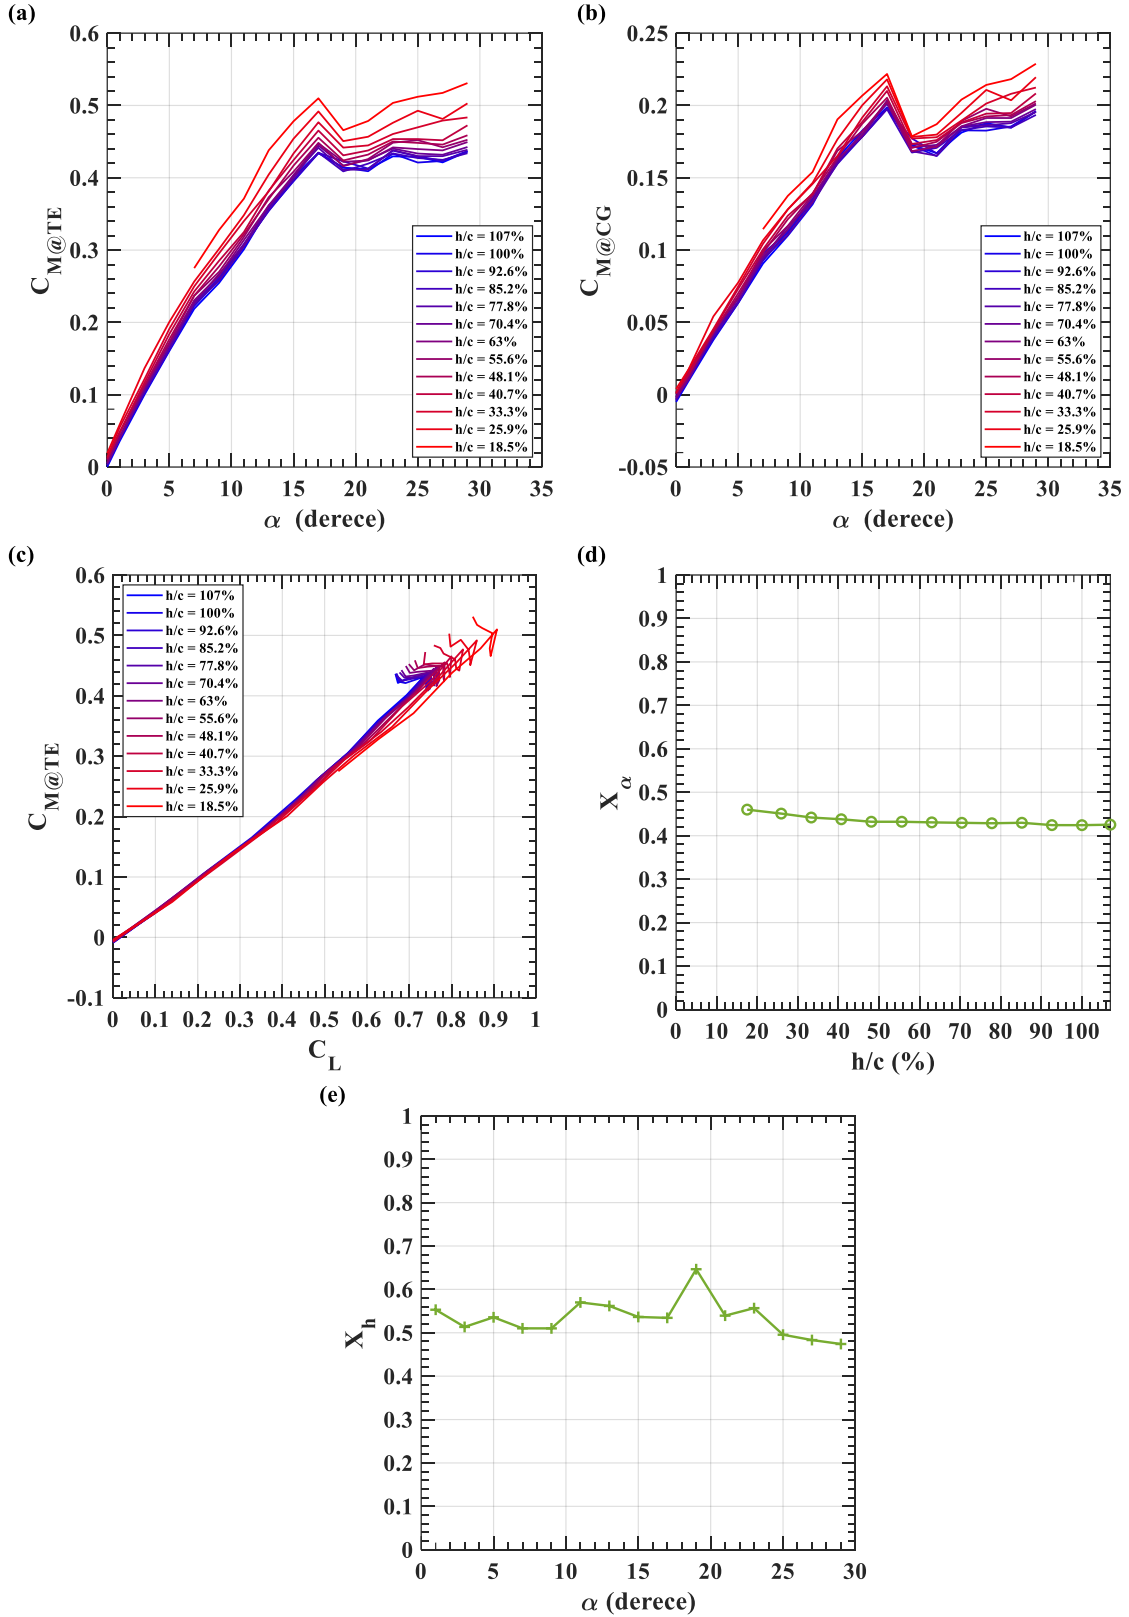 (a)
0.6
0.5
0.4
0.3
0.2
0.1
0
C_M@TE
h/c = 107%
h/c = 100%
h/c = 92.6%
h/c = 85.2%
h/c = 77.8%
h/c = 70.4%
h/c = 63%
h/c = 55.6%
h/c = 48.1%
h/c = 40.7%
h/c = 33.3%
h/c = 25.9%
h/c = 18.5%
0 5 10 15 20 25 30 35
α (derece)
(b)
0.25
0.2
0.15
0.1
0.05
0
-0.05
C_M@CG
h/c = 107%
h/c = 100%
h/c = 92.6%
h/c = 85.2%
h/c = 77.8%
h/c = 70.4%
h/c = 63%
h/c = 55.6%
h/c = 48.1%
h/c = 40.7%
h/c = 33.3%
h/c = 25.9%
h/c = 18.5%
0 5 10 15 20 25 30 35
α (derece)
(c)
0.6
0.5
0.4
0.3
0.2
0.1
0
-0.1
C_M@TE
h/c = 107%
h/c = 100%
h/c = 92.6%
h/c = 85.2%
h/c = 77.8%
h/c = 70.4%
h/c = 63%
h/c = 55.6%
h/c = 48.1%
h/c = 40.7%
h/c = 33.3%
h/c = 25.9%
h/c = 18.5%
0 0.1 0.2 0.3 0.4 0.5 0.6 0.7 0.8 0.9 1
C_L
(d)
1
0.9
0.8
0.7
0.6
0.5
0.4
0.3
0.2
0.1
0
X_α
0 10 20 30 40 50 60 70 80 90 100
h/c (%)
(e)
1
0.9
0.8
0.7
0.6
0.5
0.4
0.3
0.2
0.1
0
X_h
0 5 10 15 20 25 30
α (derece)